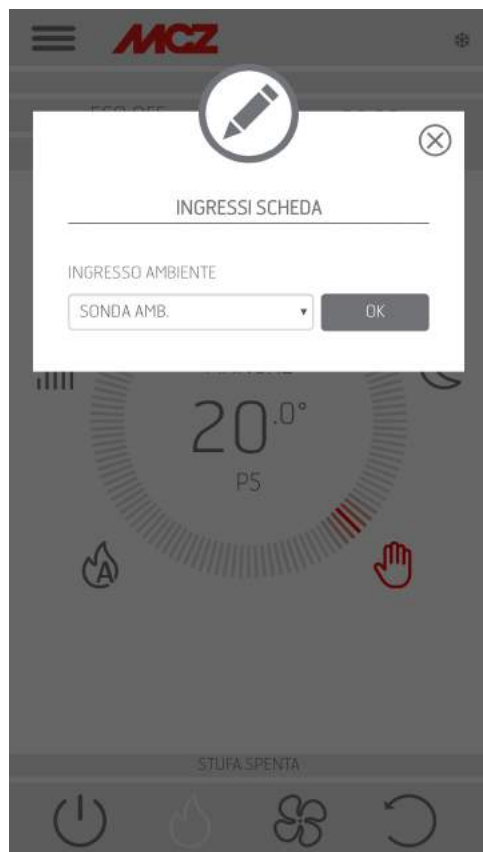 MCZ
INGRESSI SCHEDA
INGRESSO AMBIENTE
SONDA AMB.
OK
20.0°
P5
A
STUFA SPENTA